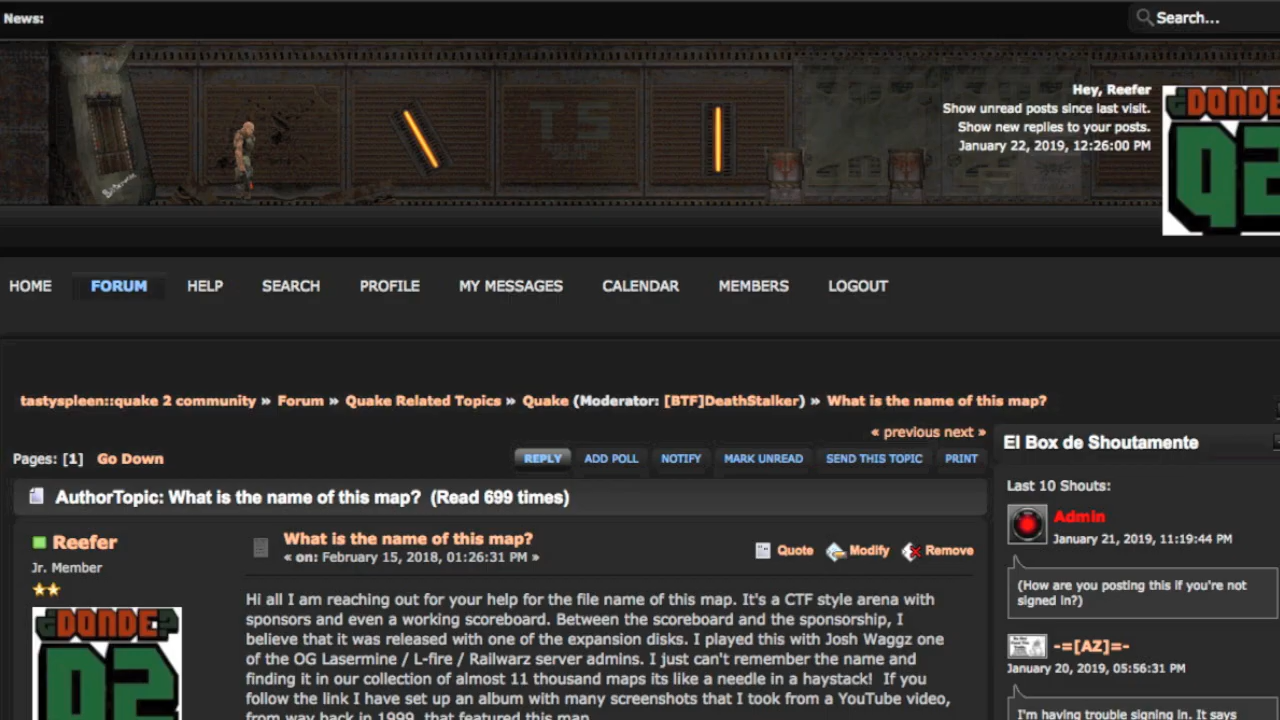 News:
Search...
Hey, Reefer
Show unread posts since last visit.
Show new replies to your posts.
January 22, 2019, 12:26:00 PM
TS
¿DONDE
Q2
HOME FORUM HELP SEARCH PROFILE MY MESSAGES CALENDAR MEMBERS LOGOUT
tastyspleen::quake 2 community » Forum » Quake Related Topics » Quake (Moderator: [BTF]DeathStalker) » What is the name of this map?
« previous next »
Pages: [1] Go Down
REPLY ADD POLL NOTIFY MARK UNREAD SEND THIS TOPIC PRINT
AuthorTopic: What is the name of this map? (Read 699 times)
Reefer
Jr. Member
¿DONDE?
Q2
What is the name of this map?
« on: February 15, 2018, 01:26:31 PM »
Quote Modify Remove
Hi all I am reaching out for your help for the file name of this map. It's a CTF style arena with
sponsors and even a working scoreboard. Between the scoreboard and the sponsorship, I
believe that it was released with one of the expansion disks. I played this with Josh Waggz one
of the OG Lasermine / L-fire / Railwarz server admins. I just can't remember the name and
finding it in our collection of almost 11 thousand maps its like a needle in a haystack! If you
follow the link I have set up an album with many screenshots that I took from a YouTube video,
from way back in 1999, that featured this map.
El Box de Shoutamente
Last 10 Shouts:
Admin
January 21, 2019, 11:19:44 PM
(How are you posting this if you're not
signed in?)
-=[AZ]=-
January 20, 2019, 05:56:31 PM
I'm having trouble signing in. It says